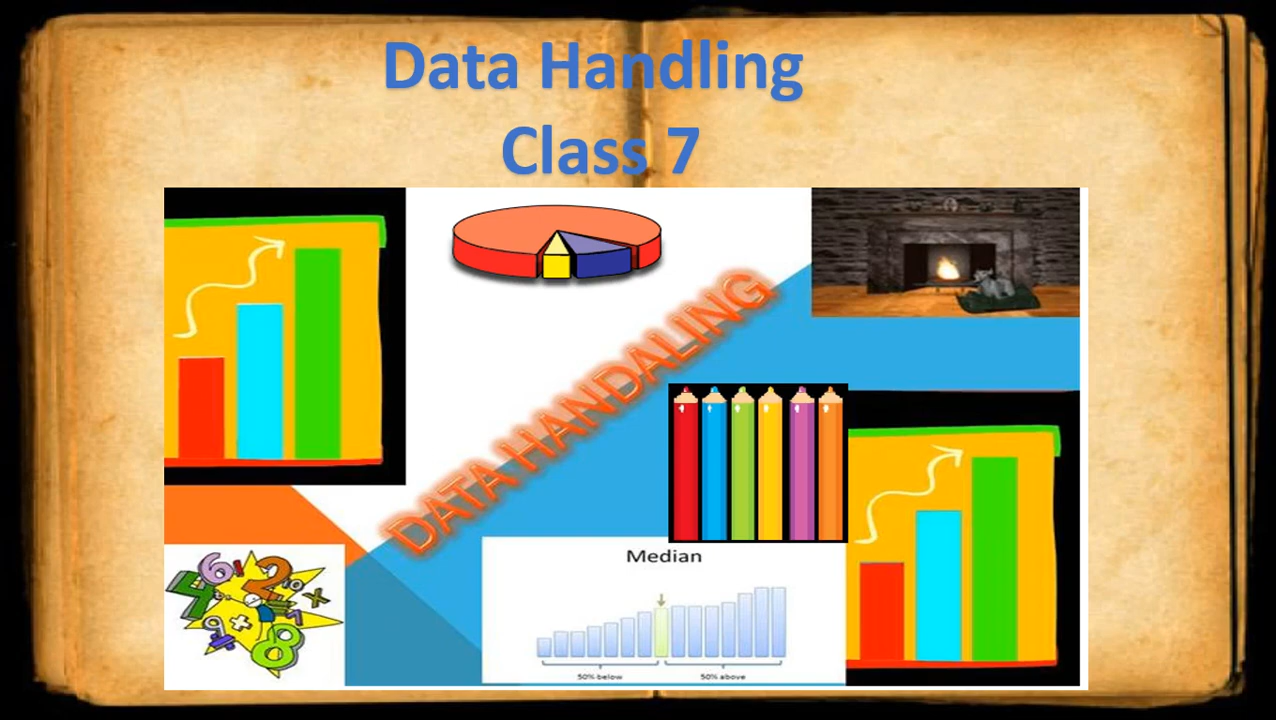 Data Handling
Class 7
DATA HANDALING
Median
50% below
50% above